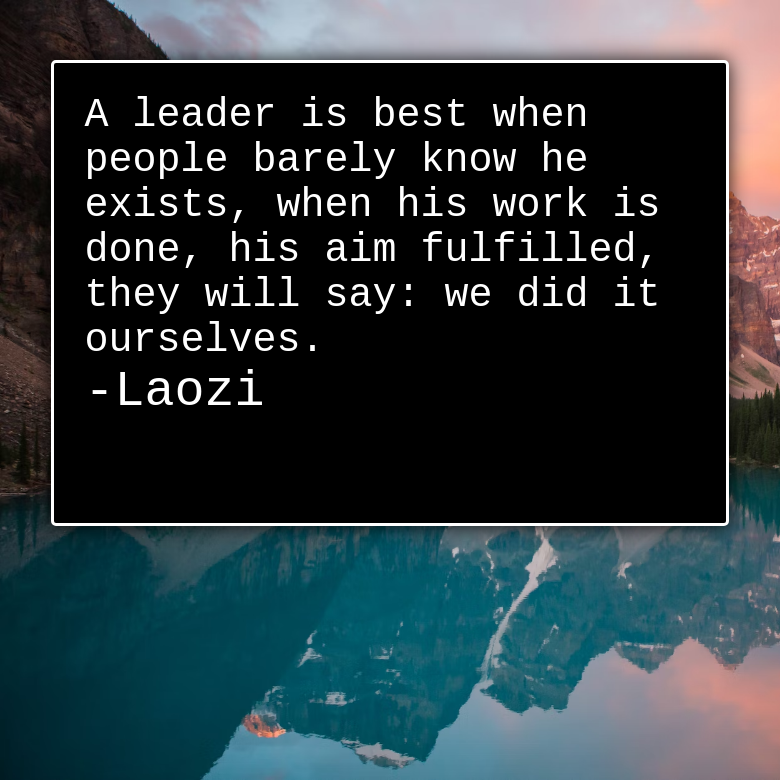 A leader is best when
people barely know he
exists, when his work is
done, his aim fulfilled,
they will say: we did it
ourselves.
-Laozi